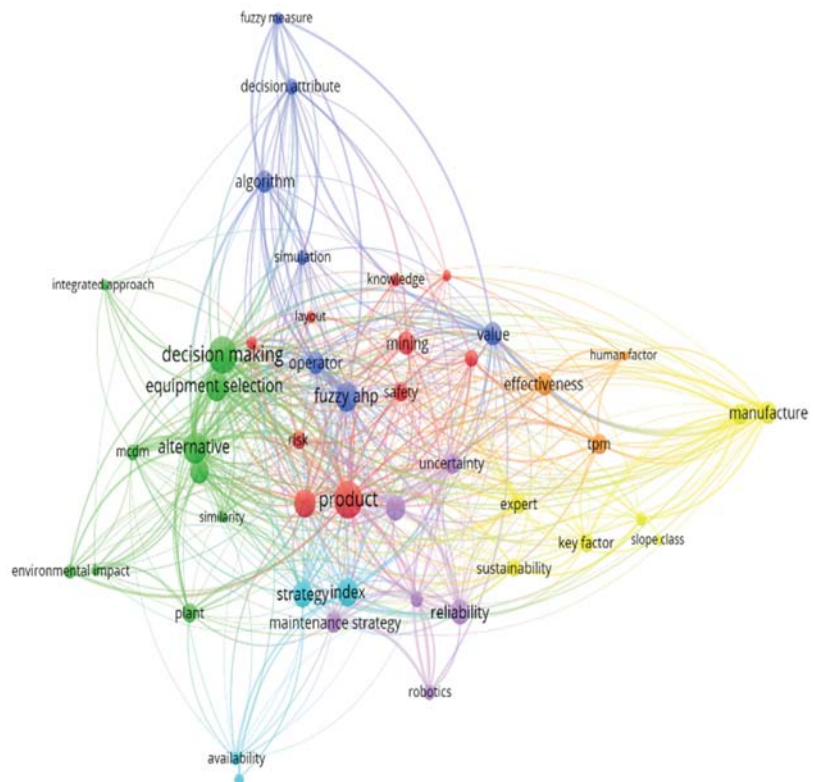 fuzzy measure
decision attribute
algorithm
simulation
knowledge
integrated approach
layout
mining
value
decision making
operator
human factor
equipment selection
effectiveness
fuzzy ahp
safety
manufacture
risk
tpm
alternative
mcdm
uncertainty
product
expert
similarity
key factor
slope class
environmental impact
sustainability
strategy
index
plant
maintenance strategy
reliability
robotics
availability